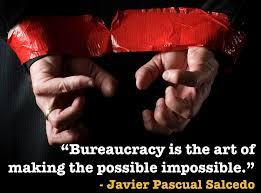 “Bureaucracy is the art of
making the possible impossible.”
- Javier Pascual Salcedo